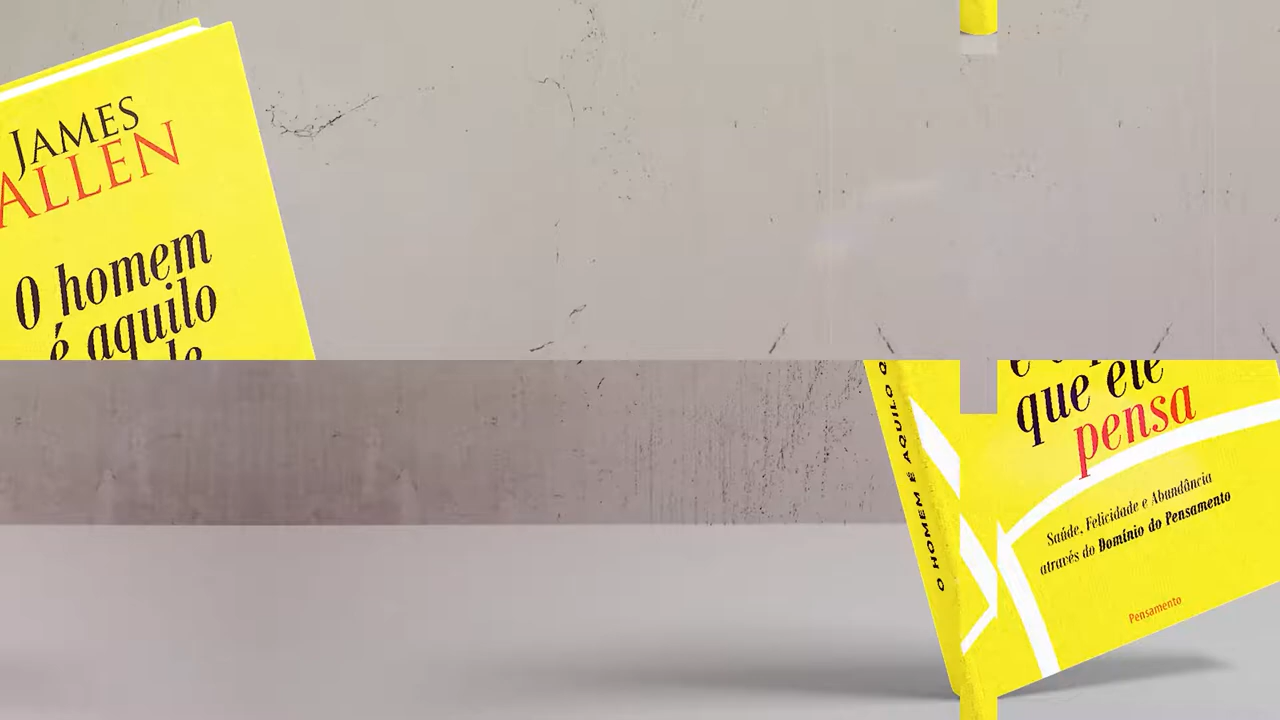 JAMES
ALLEN
O homem
é aquilo
que ele
pensa
Saúde, Felicidade e Abundância
através do Domínio do Pensamento
Pensamento
O HOMEM É AQUILO Q